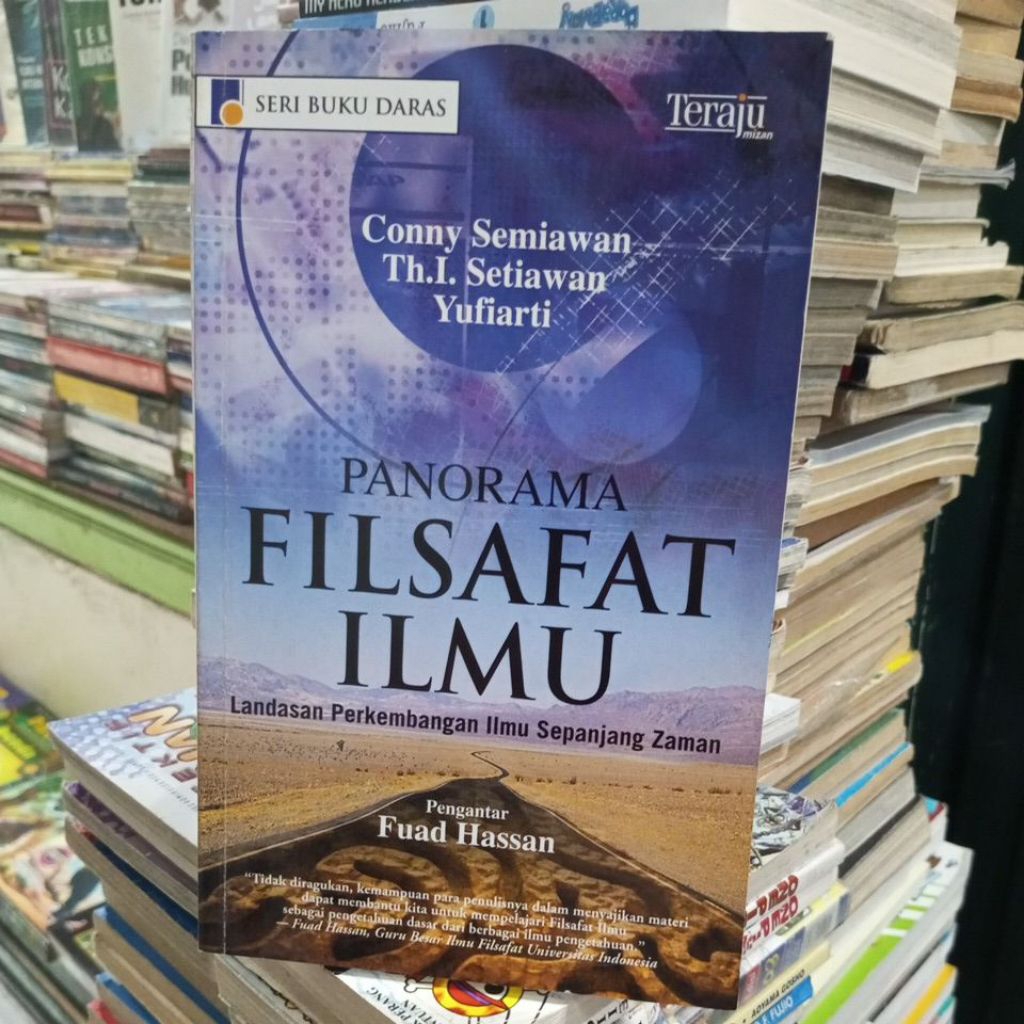 SERI BUKU DARAS
Teraju
mizan
Conny Semiawan
Th.I. Setiawan
Yufiarti
PANORAMA
FILSAFAT
ILMU
Landasan Perkembangan Ilmu Sepanjang Zaman
Pengantar
Fuad Hassan
“Tidak diragukan, kemampuan para penulisnya dalam menyajikan materi
dapat membantu kita untuk mempelajari Filsafat Ilmu
sebagai pengetahuan dasar dari berbagai ilmu pengetahuan.”
— Fuad Hassan, Guru Besar Ilmu Filsafat Universitas Indonesia